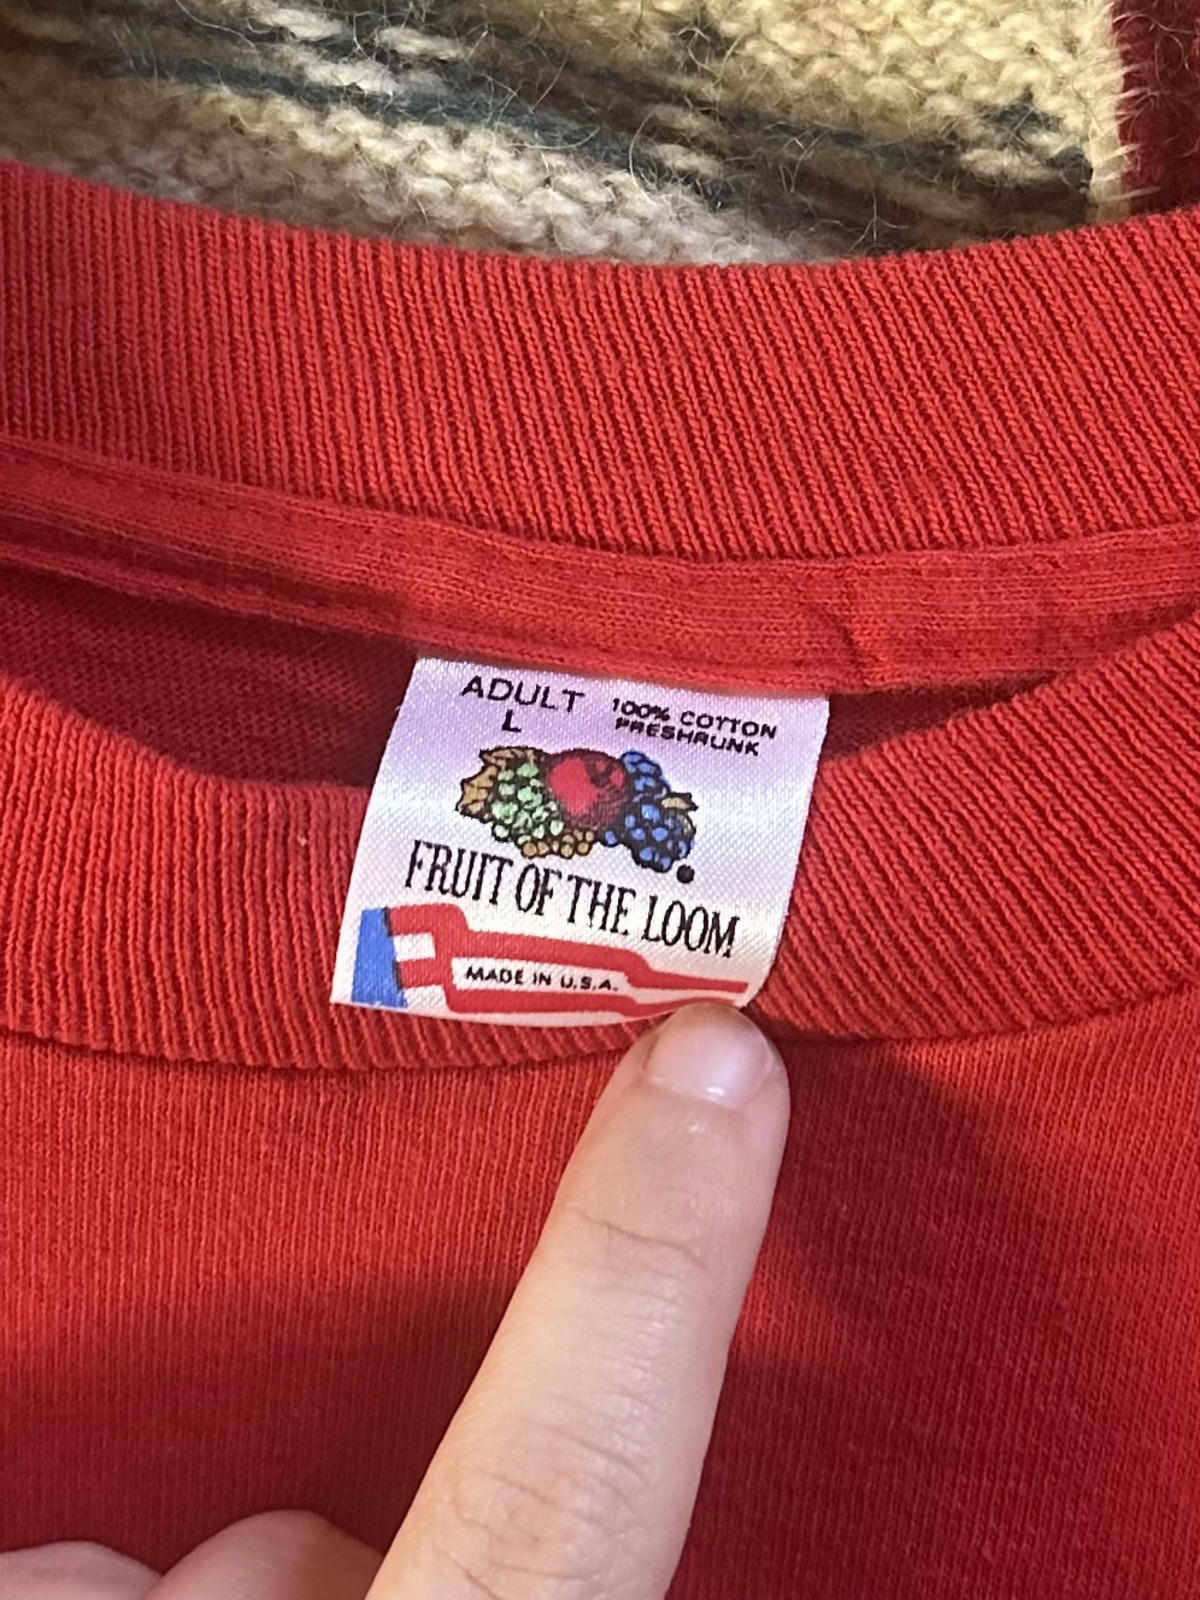 ADULT
L
100% COTTON
PRESHRUNK
FRUIT OF THE LOOM
MADE IN U.S.A.